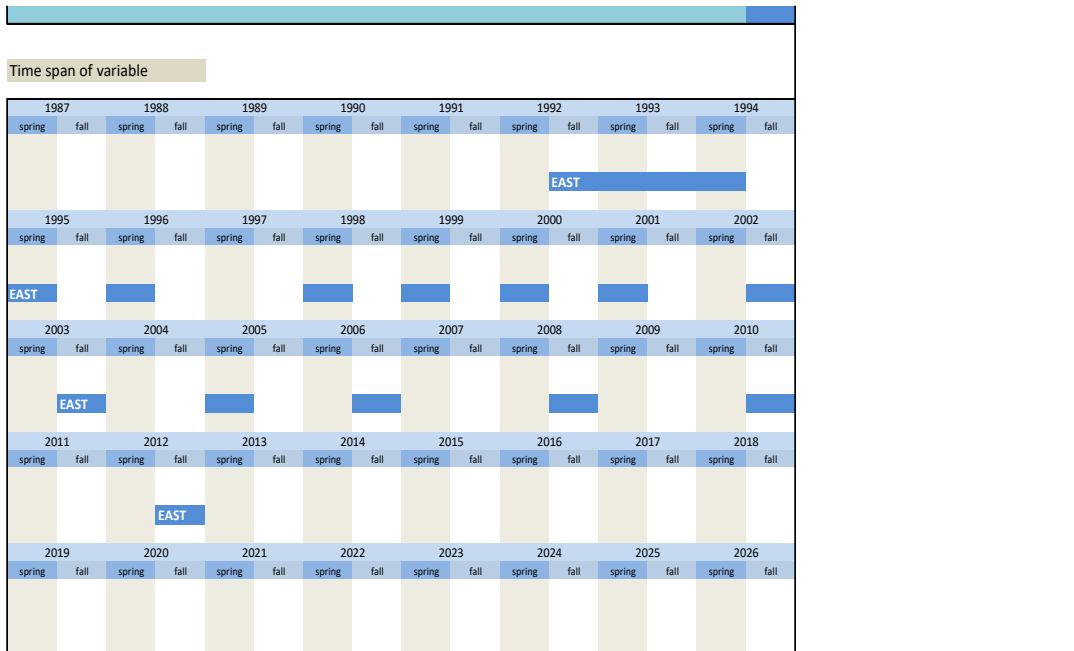 Time span of variable
1987 1988 1989 1990 1991 1992 1993 1994
spring fall spring fall spring fall spring fall spring fall spring fall spring fall spring fall
EAST
1995 1996 1997 1998 1999 2000 2001 2002
spring fall spring fall spring fall spring fall spring fall spring fall spring fall spring fall
EAST
2003 2004 2005 2006 2007 2008 2009 2010
spring fall spring fall spring fall spring fall spring fall spring fall spring fall spring fall
EAST
2011 2012 2013 2014 2015 2016 2017 2018
spring fall spring fall spring fall spring fall spring fall spring fall spring fall spring fall
EAST
2019 2020 2021 2022 2023 2024 2025 2026
spring fall spring fall spring fall spring fall spring fall spring fall spring fall spring fall